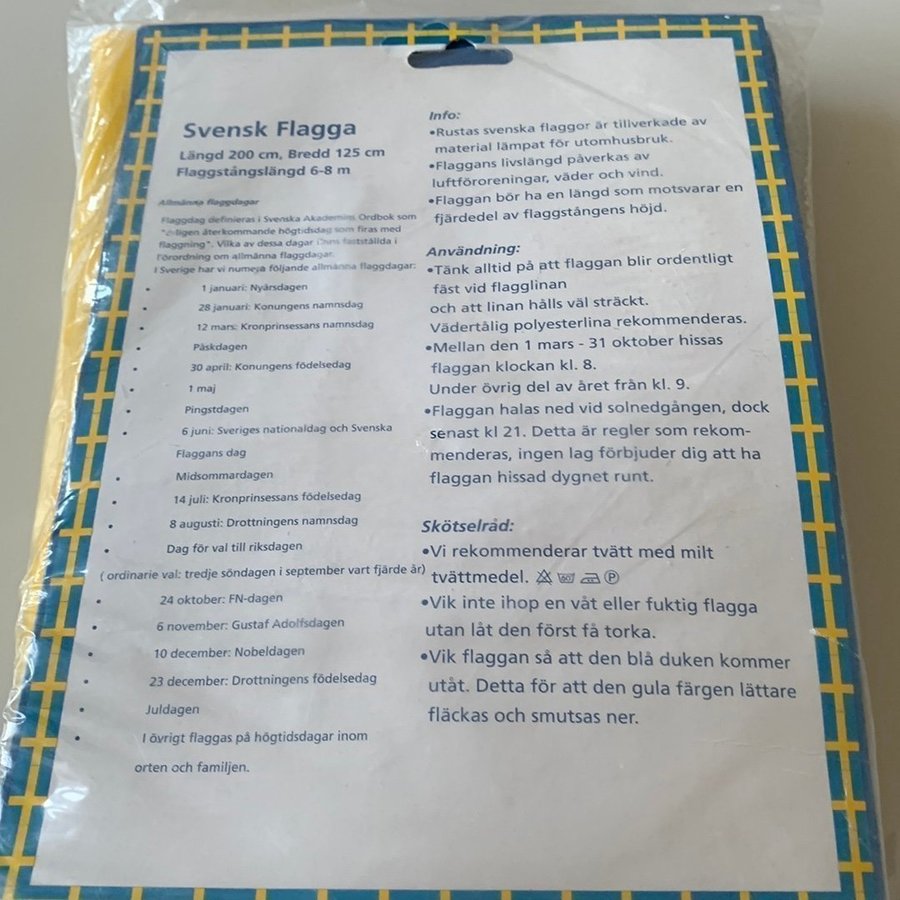 Svensk Flagga
Längd 200 cm, Bredd 125 cm
Flaggstångslängd 6-8 m
Allmänna flaggdagar
Flaggdag definieras i Svenska Akademins Ordbok som
"årligen återkommande högtidsdag som firas med
flaggning". Vilka av dessa dagar finns fastställda i
förordning om allmänna flaggdagar.
I Sverige har vi numera följande allmänna flaggdagar:
• 1 januari: Nyårsdagen
• 28 januari: Konungens namnsdag
• 12 mars: Kronprinsessans namnsdag
• Påskdagen
• 30 april: Konungens födelsedag
• 1 maj
• Pingstdagen
• 6 juni: Sveriges nationaldag och Svenska
Flaggans dag
• Midsommardagen
• 14 juli: Kronprinsessans födelsedag
• 8 augusti: Drottningens namnsdag
• Dag för val till riksdagen
( ordinarie val: tredje söndagen i september vart fjärde år)
• 24 oktober: FN-dagen
• 6 november: Gustaf Adolfsdagen
• 10 december: Nobeldagen
• 23 december: Drottningens födelsedag
• Juldagen
• I övrigt flaggas på högtidsdagar inom
orten och familjen.
Info:
•Rustas svenska flaggor är tillverkade av
material lämpat för utomhusbruk.
•Flaggans livslängd påverkas av
luftföroreningar, väder och vind.
•Flaggan bör ha en längd som motsvarar en
fjärdedel av flaggstångens höjd.
Användning:
•Tänk alltid på att flaggan blir ordentligt
fäst vid flagglinan
och att linan hålls väl sträckt.
Vädertålig polyesterlina rekommenderas.
•Mellan den 1 mars - 31 oktober hissas
flaggan klockan kl. 8.
Under övrig del av året från kl. 9.
•Flaggan halas ned vid solnedgången, dock
senast kl 21. Detta är regler som rekom-
menderas, ingen lag förbjuder dig att ha
flaggan hissad dygnet runt.
Skötselråd:
•Vi rekommenderar tvätt med milt
tvättmedel. 60 P
•Vik inte ihop en våt eller fuktig flagga
utan låt den först få torka.
•Vik flaggan så att den blå duken kommer
utåt. Detta för att den gula färgen lättare
fläckas och smutsas ner.